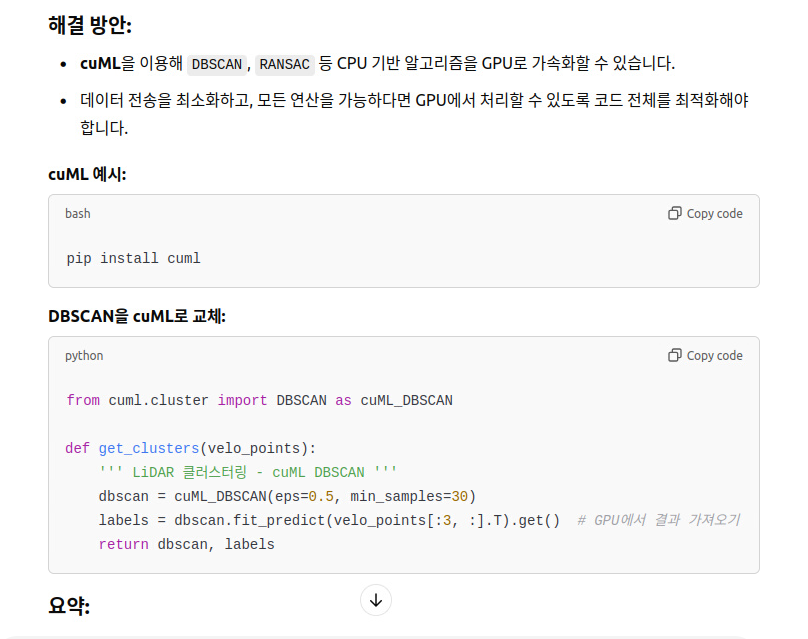 해결 방안:
• cuML을 이용해 DBSCAN, RANSAC 등 CPU 기반 알고리즘을 GPU로 가속화할 수 있습니다.
• 데이터 전송을 최소화하고, 모든 연산을 가능하다면 GPU에서 처리할 수 있도록 코드 전체를 최적화해야
합니다.
cuML 예시:
bash Copy code
pip install cuml
DBSCAN을 cuML로 교체:
python Copy code
from cuml.cluster import DBSCAN as cuML_DBSCAN
def get_clusters(velo_points):
    ''' LiDAR 클러스터링 - cuML DBSCAN '''
    dbscan = cuML_DBSCAN(eps=0.5, min_samples=30)
    labels = dbscan.fit_predict(velo_points[:3, :].T).get()  # GPU에서 결과 가져오기
    return dbscan, labels
요약: